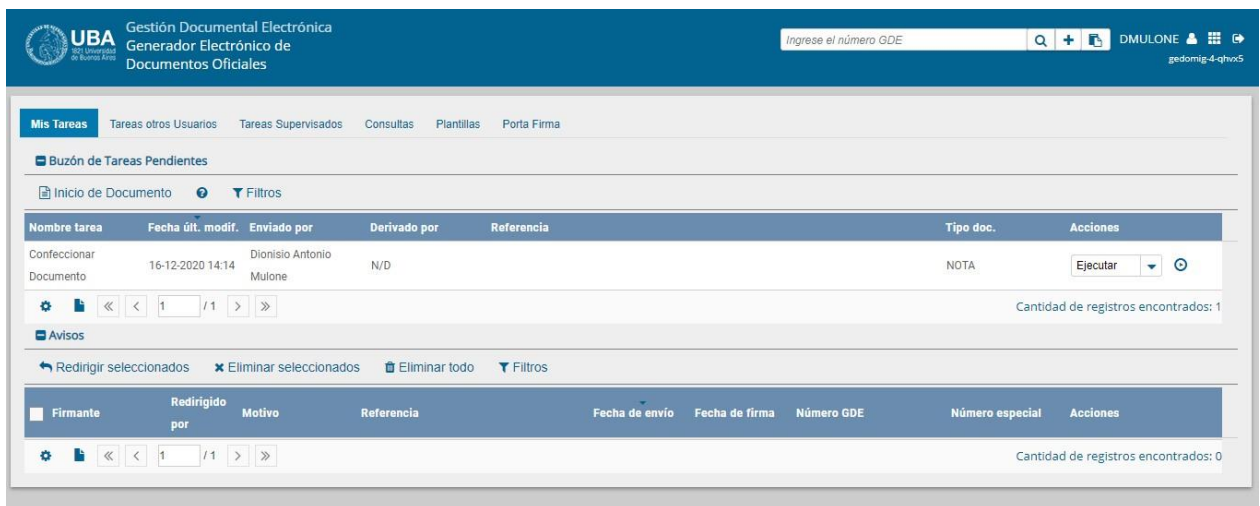 UBA
1821 Universidad
de Buenos Aires
Gestión Documental Electrónica
Generador Electrónico de
Documentos Oficiales
Ingrese el número GDE
DMULONE
gedomig-4-qhvx5
Mis Tareas Tareas otros Usuarios Tareas Supervisados Consultas Plantillas Porta Firma
Buzón de Tareas Pendientes
Inicio de Documento Filtros
Nombre tarea Fecha últ. modif. Enviado por Derivado por Referencia Tipo doc. Acciones
Confeccionar
Documento
16-12-2020 14:14
Dionisio Antonio
Mulone
N/D
NOTA
Ejecutar
1 / 1
Cantidad de registros encontrados: 1
Avisos
Redirigir seleccionados Eliminar seleccionados Eliminar todo Filtros
Firmante
Redirigido
por
Motivo Referencia Fecha de envío Fecha de firma Número GDE Número especial Acciones
1 / 1
Cantidad de registros encontrados: 0